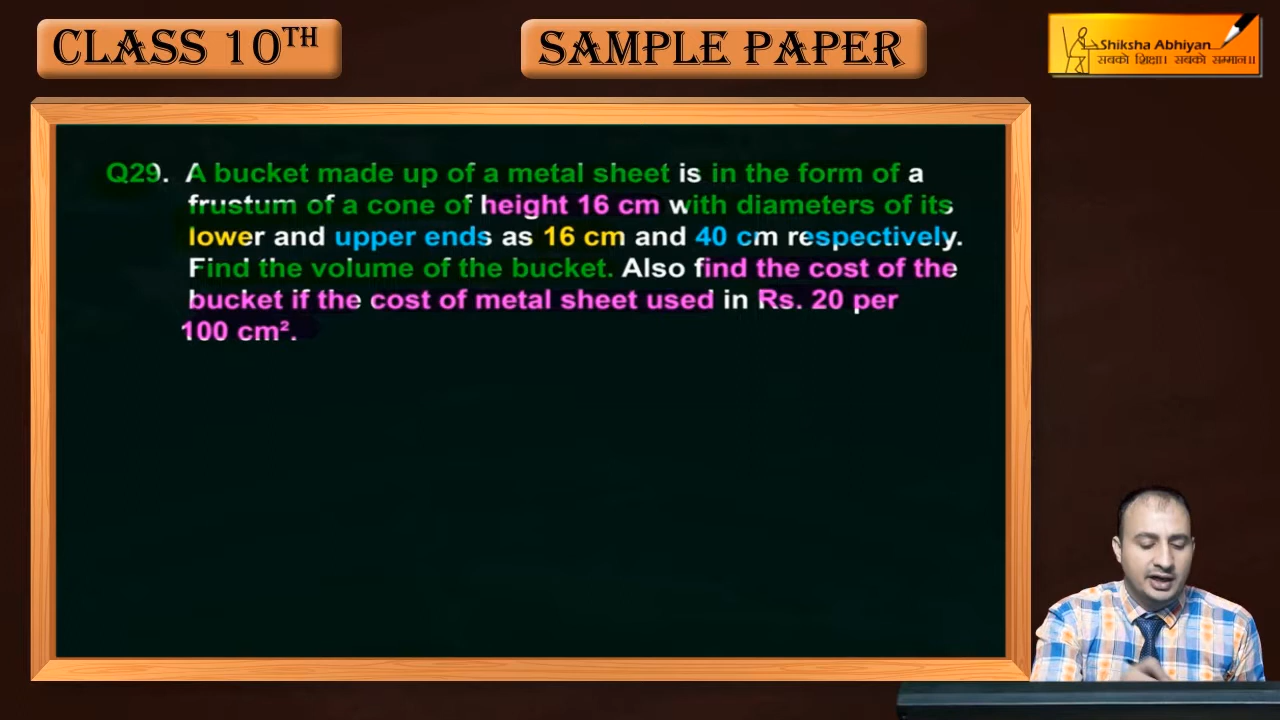 CLASS 10TH
SAMPLE PAPER
Shiksha Abhiyan
सबको शिक्षा। सबको सम्मान॥
Q29. A bucket made up of a metal sheet is in the form of a
frustum of a cone of height 16 cm with diameters of its
lower and upper ends as 16 cm and 40 cm respectively.
Find the volume of the bucket. Also find the cost of the
bucket if the cost of metal sheet used in Rs. 20 per
100 cm².